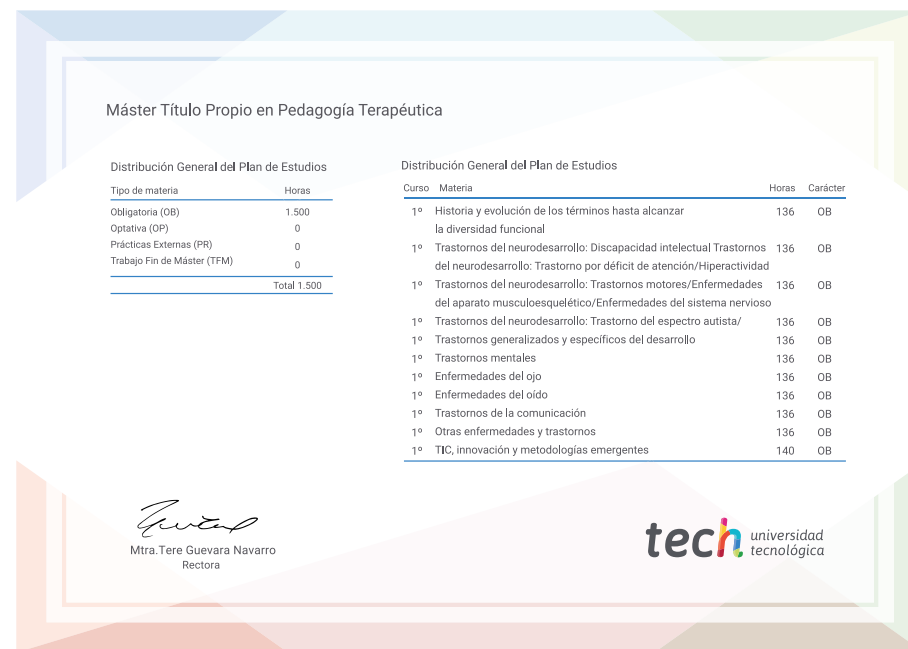 Máster Título Propio en Pedagogía Terapéutica
Distribución General del Plan de Estudios
Tipo de materia Horas
Obligatoria (OB) 1.500
Optativa (OP) 0
Prácticas Externas (PR) 0
Trabajo Fin de Máster (TFM) 0
Total 1.500
Distribución General del Plan de Estudios
Curso Materia Horas Carácter
1º Historia y evolución de los términos hasta alcanzar 136 OB
la diversidad funcional
1º Trastornos del neurodesarrollo: Discapacidad intelectual Trastornos 136 OB
del neurodesarrollo: Trastorno por déficit de atención/Hiperactividad
1º Trastornos del neurodesarrollo: Trastornos motores/Enfermedades 136 OB
del aparato musculoesquelético/Enfermedades del sistema nervioso
1º Trastornos del neurodesarrollo: Trastorno del espectro autista/ 136 OB
1º Trastornos generalizados y específicos del desarrollo 136 OB
1º Trastornos mentales 136 OB
1º Enfermedades del ojo 136 OB
1º Enfermedades del oído 136 OB
1º Trastornos de la comunicación 136 OB
1º Otras enfermedades y trastornos 136 OB
1º TIC, innovación y metodologías emergentes 140 OB
Mtra.Tere Guevara Navarro
Rectora
tech universidad
tecnológica